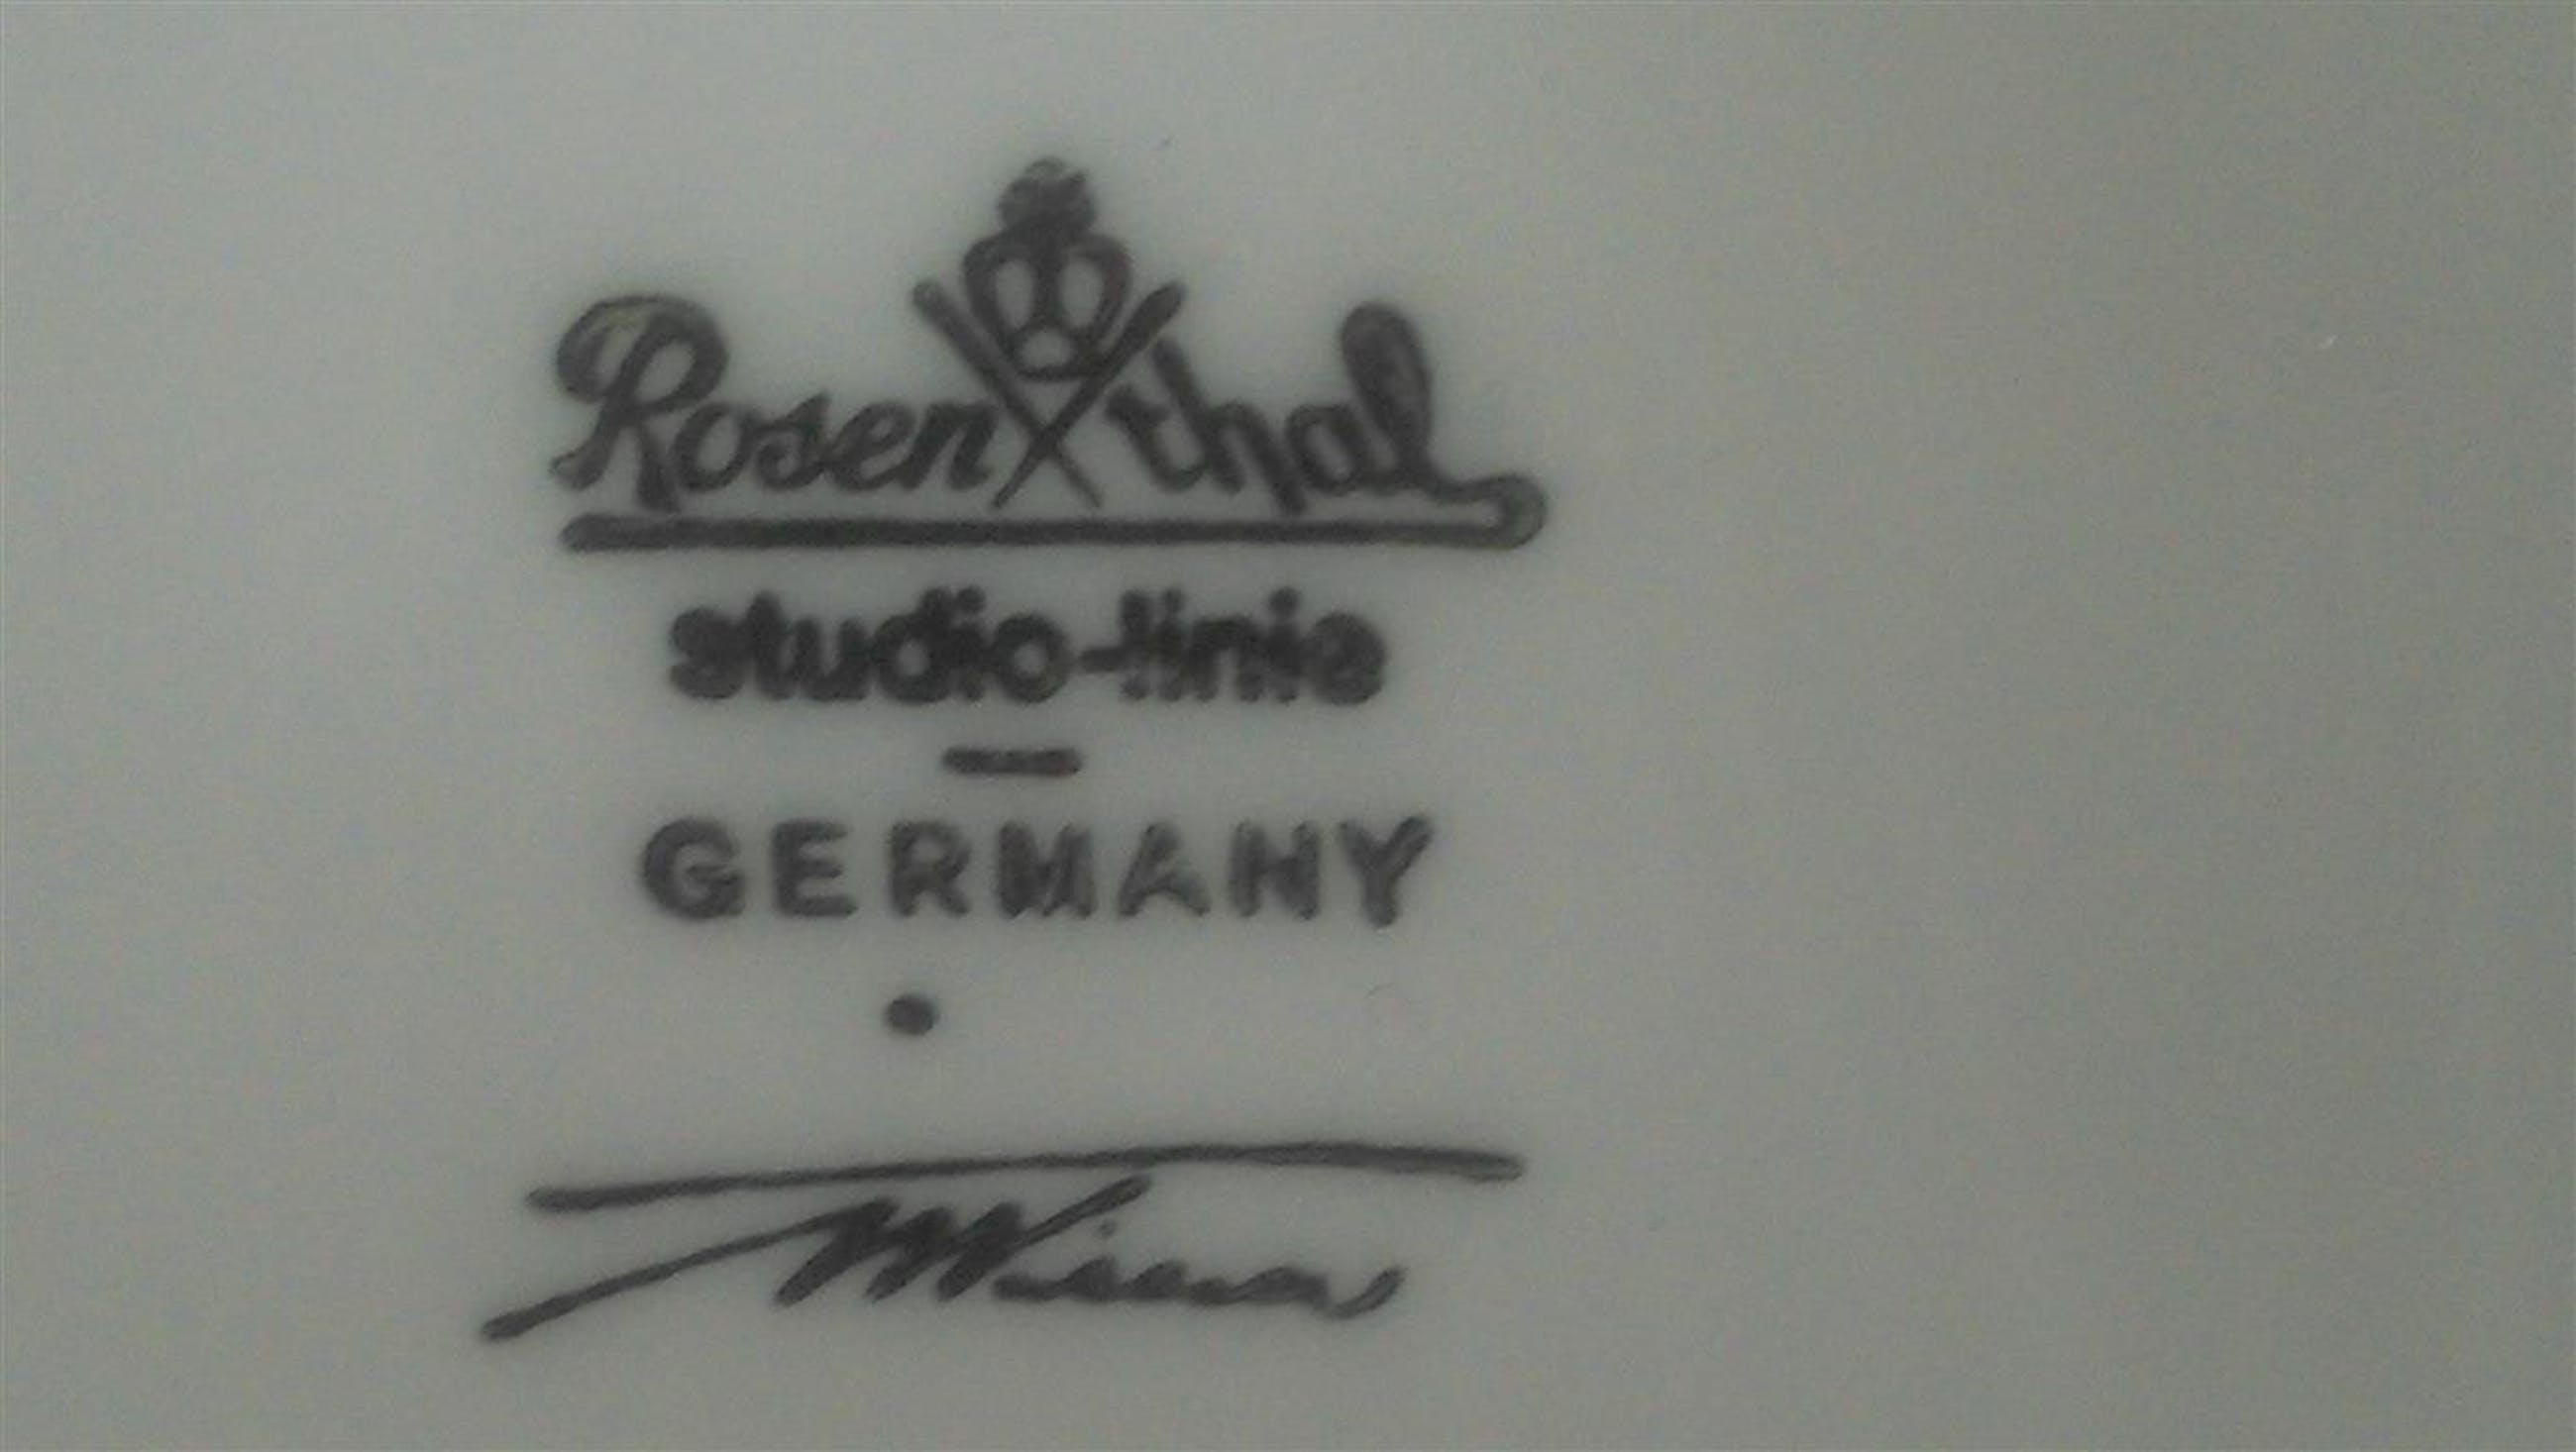 Rosenthal
studio-linie
GERMANY